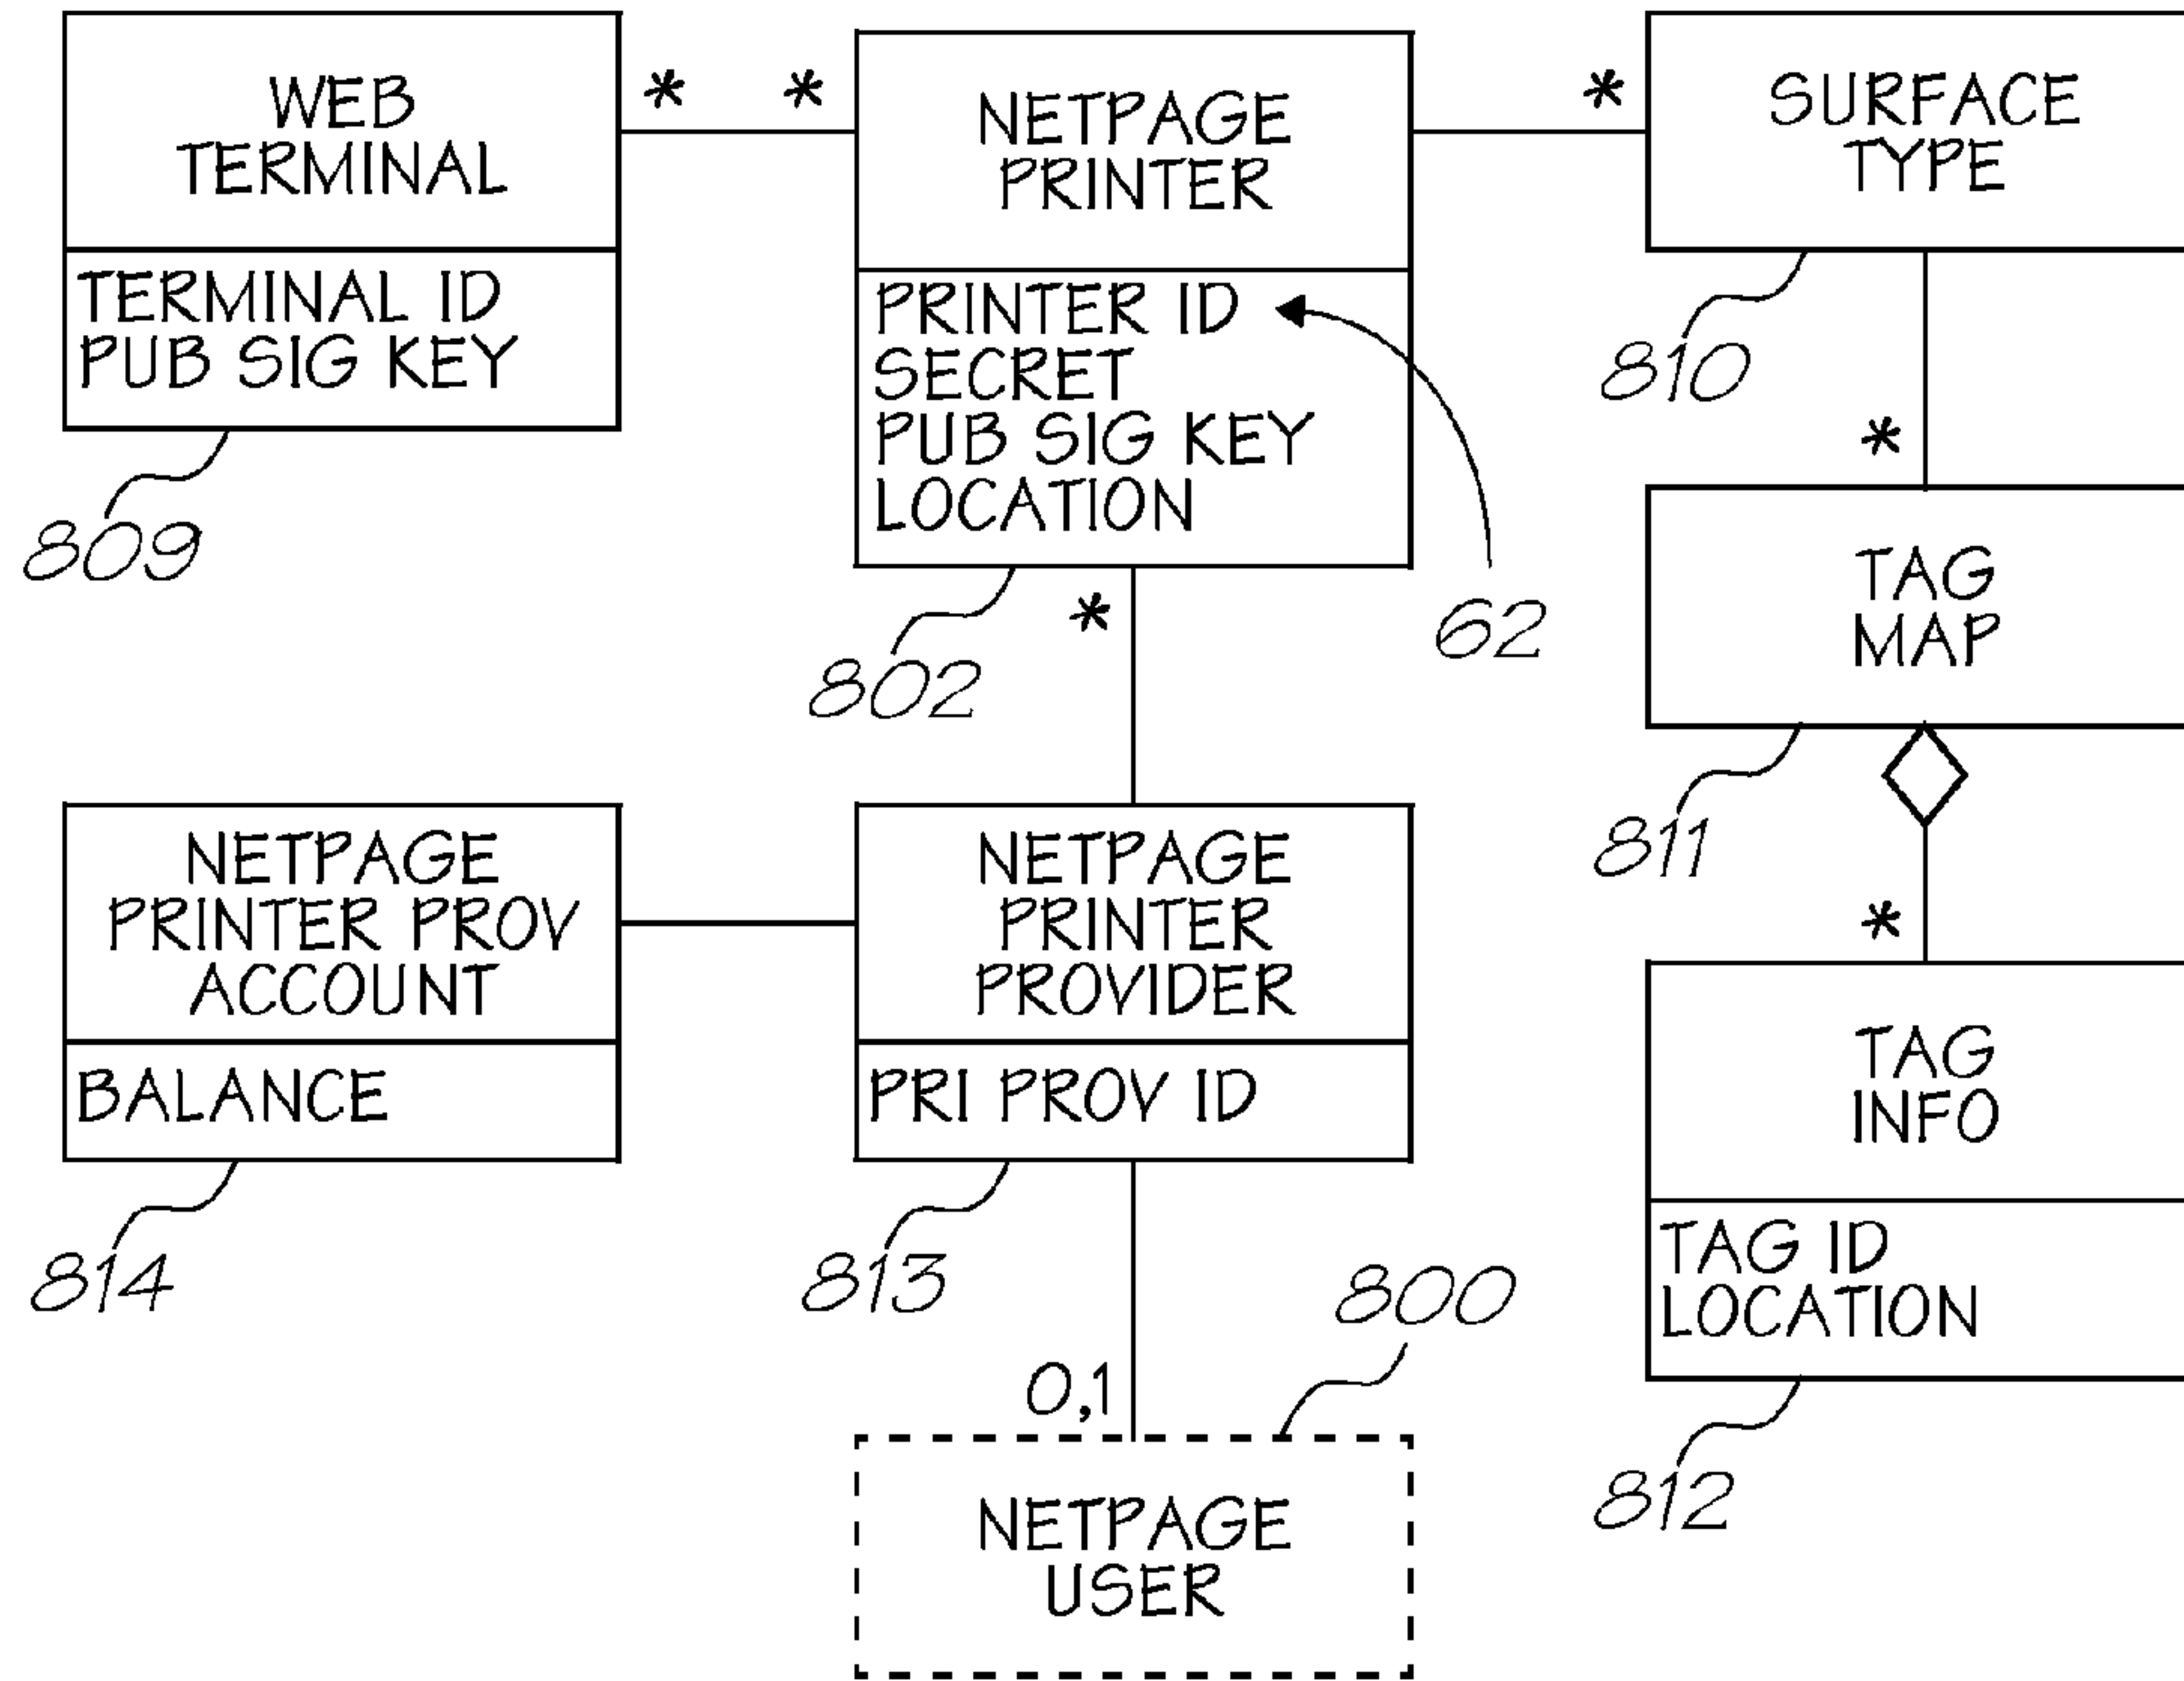 WEB
TERMINAL
TERMINAL ID
PUB SIG KEY
809
*
*
NETPAGE
PRINTER
PRINTER ID
SECRET
PUB SIG KEY
LOCATION
802
62
*
*
SURFACE
TYPE
810
*
TAG
MAP
811
*
TAG
INFO
TAG ID
LOCATION
812
NETPAGE
PRINTER PROV
ACCOUNT
BALANCE
814
NETPAGE
PRINTER
PROVIDER
PRI PROV ID
813
800
0,1
NETPAGE
USER